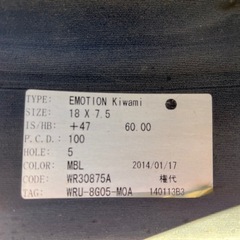 TYPE: EMOTION Kiwami
SIZE: 18 X 7.5
IS/HB: +47 60.00
P.C.D.: 100
HOLE: 5
COLOR: MBL 2014/01/17
CODE: WR30875A 権代
TAG: WRU-8G05-MOA 140113B3